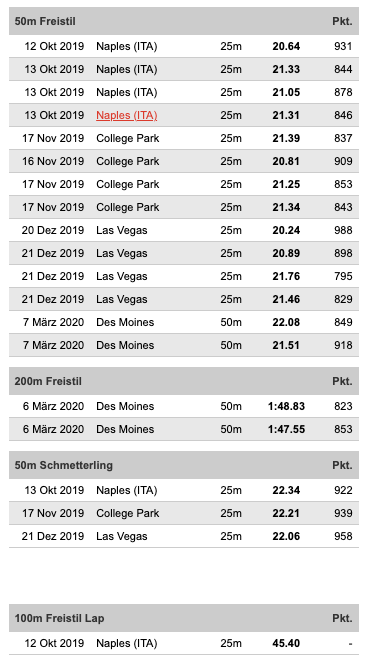 50m Freistil Pkt.
12 Okt 2019 Naples (ITA) 25m 20.64 931
13 Okt 2019 Naples (ITA) 25m 21.33 844
13 Okt 2019 Naples (ITA) 25m 21.05 878
13 Okt 2019 Naples (ITA) 25m 21.31 846
17 Nov 2019 College Park 25m 21.39 837
16 Nov 2019 College Park 25m 20.81 909
17 Nov 2019 College Park 25m 21.25 853
17 Nov 2019 College Park 25m 21.34 843
20 Dez 2019 Las Vegas 25m 20.24 988
21 Dez 2019 Las Vegas 25m 20.89 898
21 Dez 2019 Las Vegas 25m 21.76 795
21 Dez 2019 Las Vegas 25m 21.46 829
7 März 2020 Des Moines 50m 22.08 849
7 März 2020 Des Moines 50m 21.51 918
200m Freistil Pkt.
6 März 2020 Des Moines 50m 1:48.83 823
6 März 2020 Des Moines 50m 1:47.55 853
50m Schmetterling Pkt.
13 Okt 2019 Naples (ITA) 25m 22.34 922
17 Nov 2019 College Park 25m 22.21 939
21 Dez 2019 Las Vegas 25m 22.06 958
100m Freistil Lap Pkt.
12 Okt 2019 Naples (ITA) 25m 45.40 -